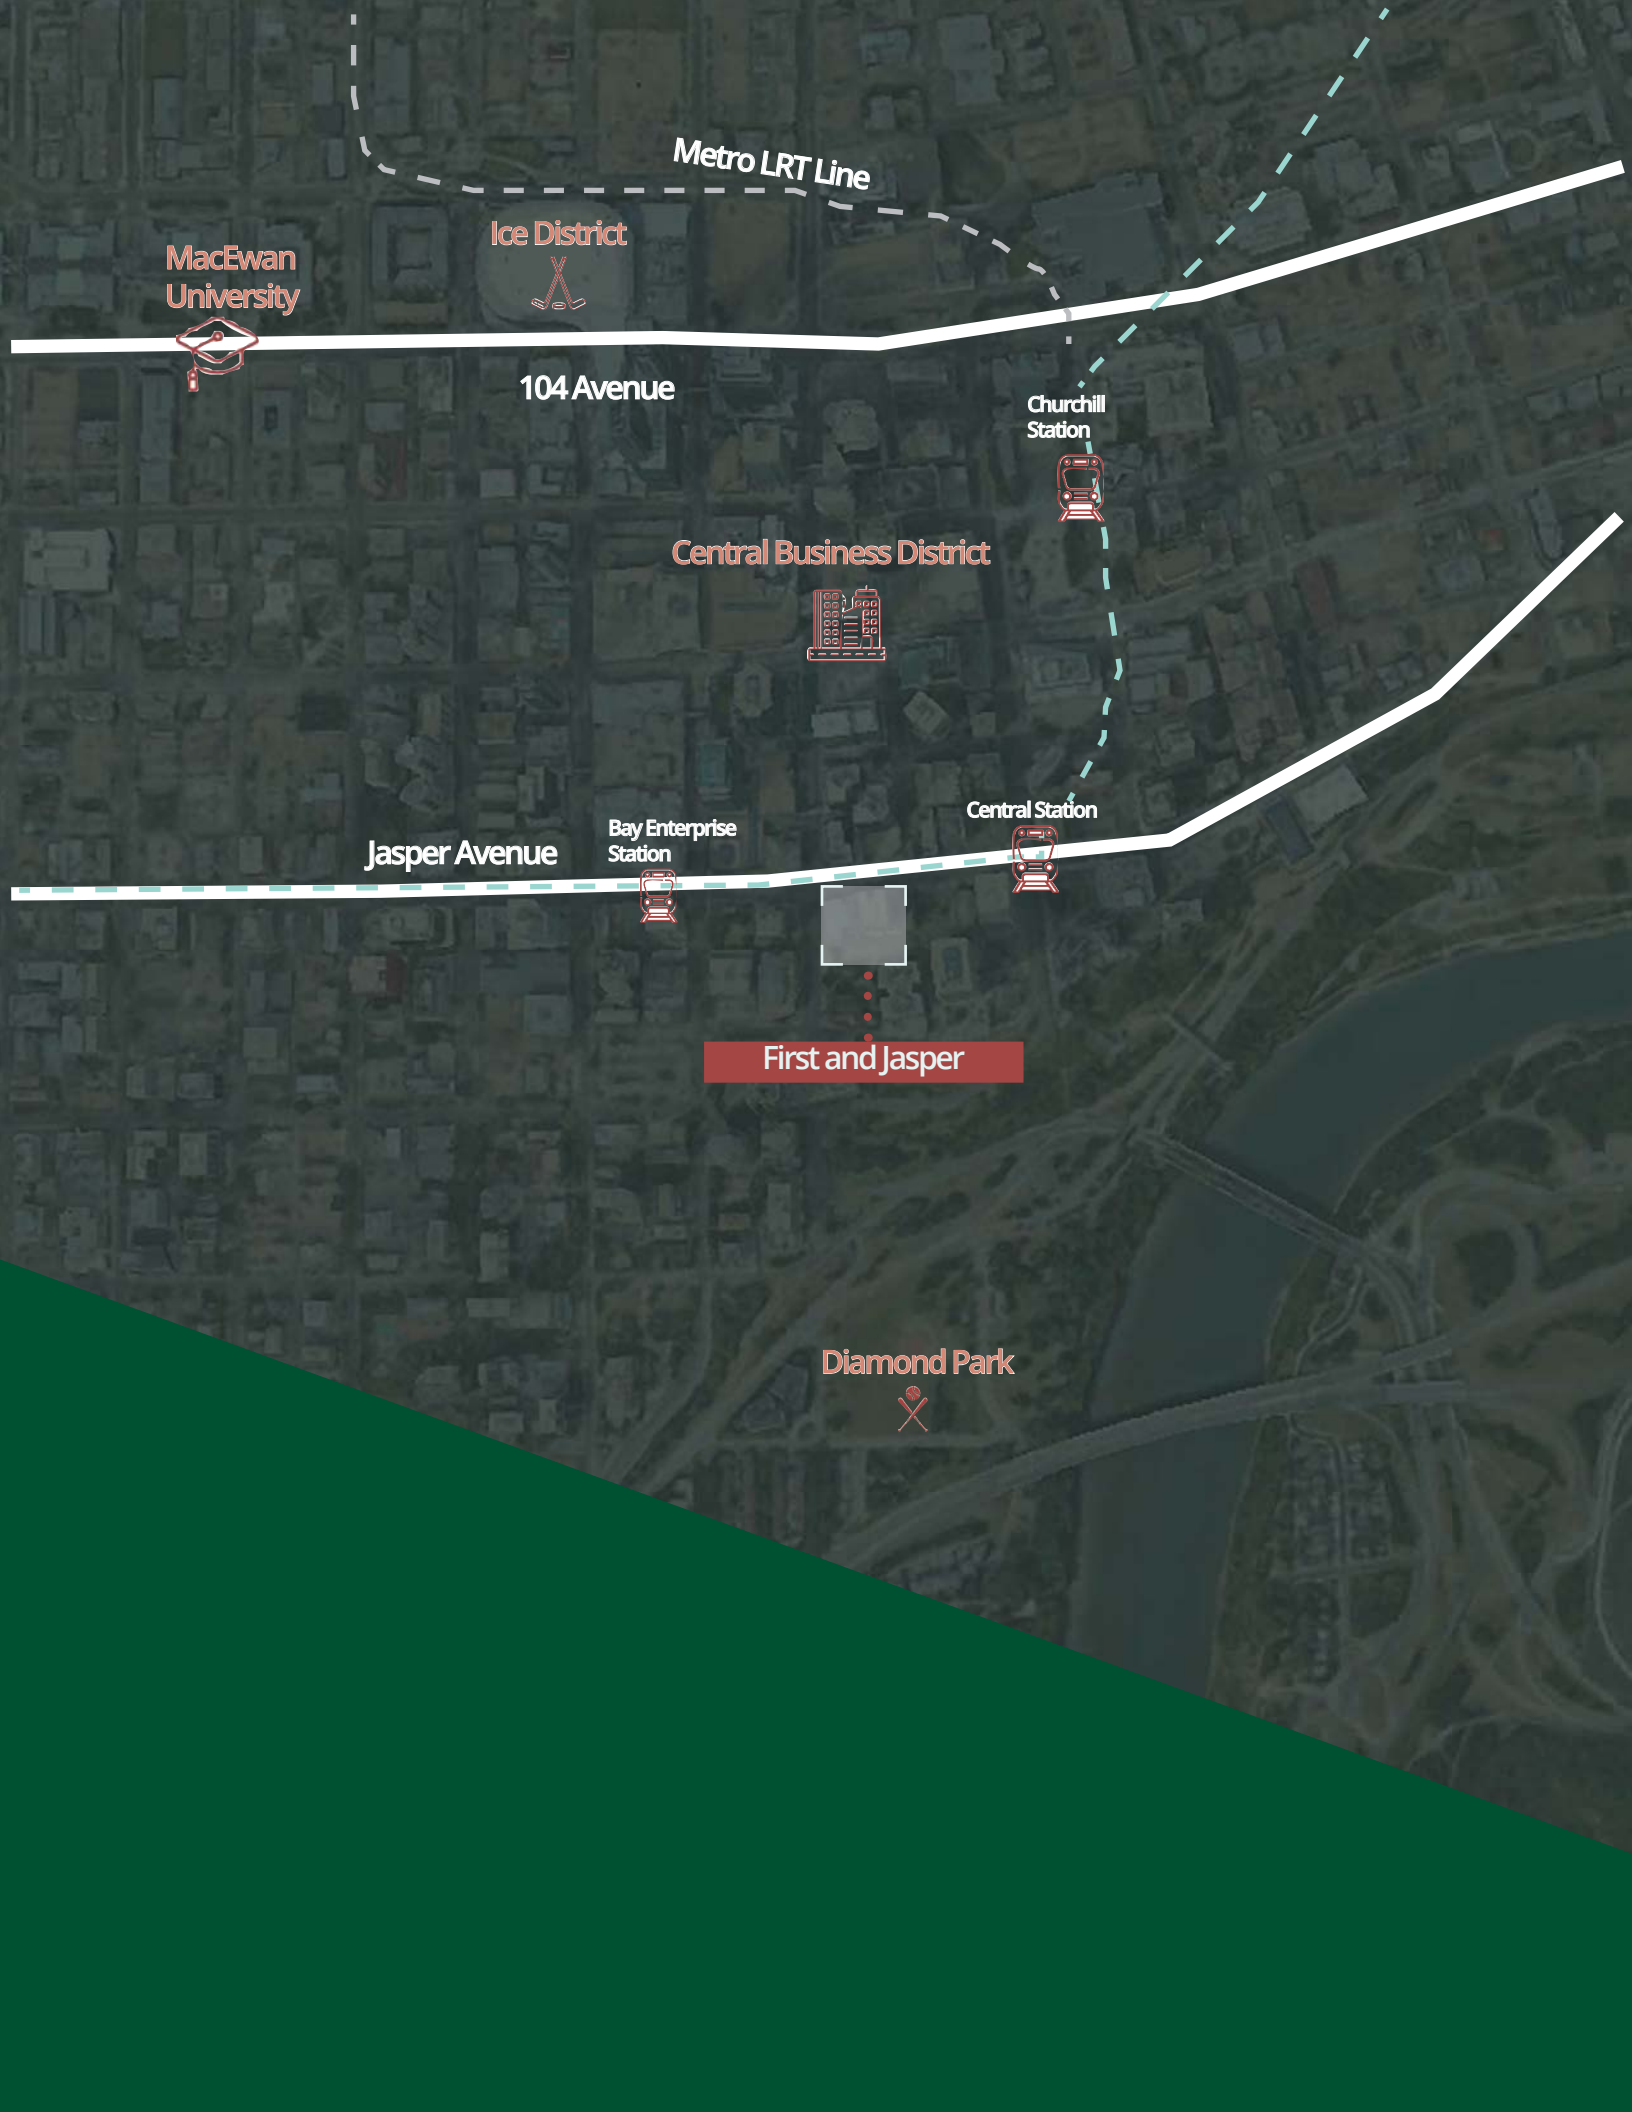 Metro LRT Line
Ice District
MacEwan
University
104 Avenue
Churchill
Station
Central Business District
Central Station
Bay Enterprise
Station
Jasper Avenue
First and Jasper
Diamond Park